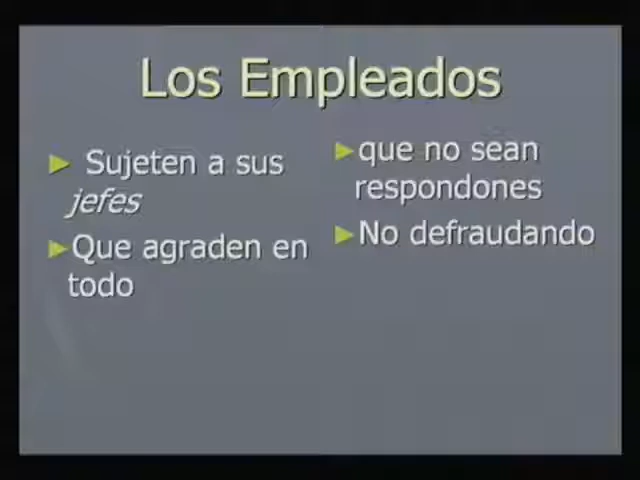 Los Empleados
► Sujeten a sus
jefes
►Que agraden en
todo
►que no sean
respondones
►No defraudando